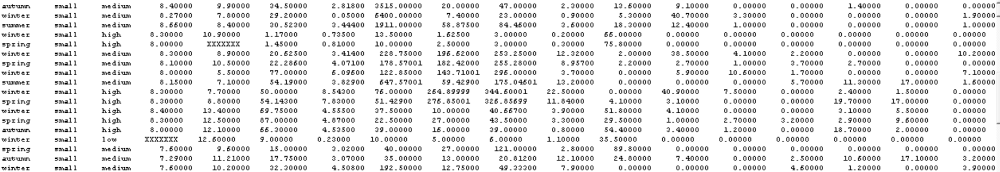 autumn small medium 8.40000 9.90000 34.50000 2.81800 3515.00000 20.00000 47.00000 2.30000 13.60000 9.10000 0.00000 0.00000 1.40000 0.00000 0.00000
winter small medium 8.27000 7.80000 29.20000 0.05000 6400.00000 7.40000 23.00000 0.90000 5.30000 40.70000 3.30000 0.00000 0.00000 0.00000 1.90000
summer small medium 8.66000 8.40000 30.52300 3.44400 1911.00000 58.87500 84.46000 3.60000 18.30000 12.40000 1.00000 0.00000 0.00000 0.00000 1.00000
winter small high 8.30000 10.90000 1.17000 0.73500 13.50000 1.62500 3.00000 0.20000 66.00000 0.00000 0.00000 0.00000 0.00000 0.00000 0.00000
spring small high 8.00000 XXXXXXX 1.45000 0.81000 10.00000 2.50000 3.00000 0.30000 75.80000 0.00000 0.00000 0.00000 0.00000 0.00000 0.00000
winter small medium 8.30000 8.90000 20.62500 3.41400 228.75000 196.62000 253.25000 12.32000 2.00000 38.50000 4.10000 2.20000 0.00000 0.00000 10.20000
spring small medium 8.10000 10.50000 22.28600 4.07100 178.57001 182.42000 255.28000 8.95700 2.20000 2.70000 1.00000 3.70000 2.70000 0.00000 0.00000
winter small medium 8.00000 5.50000 77.00000 6.09600 122.85000 143.71001 296.00000 3.70000 0.00000 5.90000 10.60000 1.70000 0.00000 0.00000 7.10000
summer small medium 8.15000 7.10000 54.19000 3.82900 647.57001 59.42900 175.04601 13.20000 0.00000 0.00000 0.00000 5.70000 11.30000 17.00000 1.60000
winter small high 8.30000 7.70000 50.00000 8.54300 76.00000 264.89999 344.60001 22.50000 0.00000 40.90000 7.50000 0.00000 2.40000 1.50000 0.00000
spring small high 8.30000 8.80000 54.14300 7.83000 51.42900 276.85001 326.85699 11.84000 4.10000 3.10000 0.00000 0.00000 19.70000 17.00000 0.00000
winter small high 8.40000 13.40000 69.75000 4.55500 37.50000 10.00000 40.66700 3.90000 51.80000 4.10000 0.00000 0.00000 3.10000 5.50000 0.00000
spring small high 8.30000 12.50000 87.00000 4.87000 22.50000 27.00000 43.50000 3.30000 29.50000 1.00000 2.70000 3.20000 2.90000 9.60000 0.00000
autumn small high 8.00000 12.10000 66.30000 4.53500 39.00000 16.00000 39.00000 0.80000 54.40000 3.40000 1.20000 0.00000 18.70000 2.00000 0.00000
winter small low XXXXXXX 12.60000 9.00000 0.23000 10.00000 5.00000 6.00000 1.10000 35.50000 0.00000 0.00000 0.00000 0.00000 0.00000 0.00000
spring small medium 7.60000 9.60000 15.00000 3.02000 40.00000 27.00000 121.00000 2.80000 89.80000 0.00000 0.00000 0.00000 0.00000 0.00000 0.00000
autumn small medium 7.29000 11.21000 17.75000 3.07000 35.00000 13.00000 20.81200 12.10000 24.80000 7.40000 0.00000 2.50000 10.60000 17.10000 3.20000
winter small medium 7.60000 10.20000 32.30000 4.50800 192.50000 12.75000 49.33300 7.90000 0.00000 0.00000 0.00000 4.60000 1.20000 0.00000 3.90000